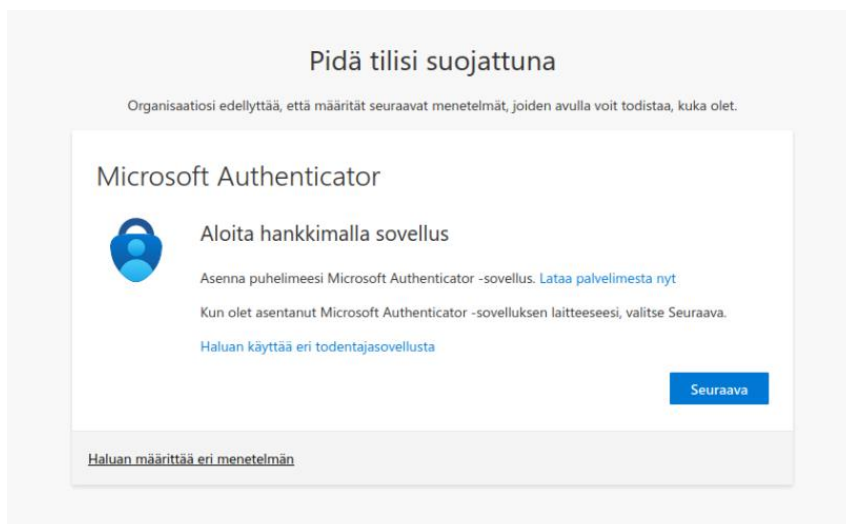 Pidä tilisi suojattuna
Organisaatiosi edellyttää, että määrität seuraavat menetelmät, joiden avulla voit todistaa, kuka olet.
Microsoft Authenticator
Aloita hankkimalla sovellus
Asenna puhelimeesi Microsoft Authenticator -sovellus. Lataa palvelimesta nyt
Kun olet asentanut Microsoft Authenticator -sovelluksen laitteeseesi, valitse Seuraava.
Haluan käyttää eri todentajasovellusta
Seuraava
Haluan määrittää eri menetelmän